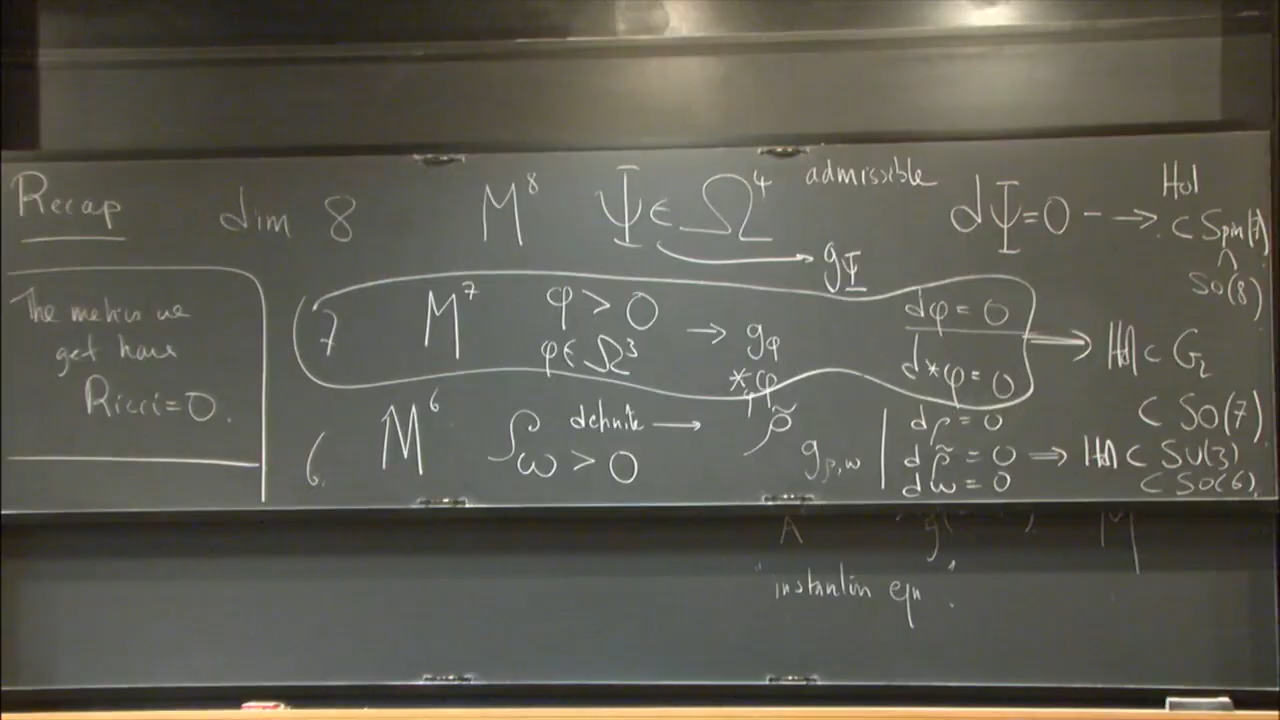 Recap dim 8 M⁸ Ψ ∈ Ω⁴ admissible dΨ = 0 --→ Hol
⊂ Spin(7)
∧
SO(8)
→ g_Ψ
The metrics we
get have
Ricci = 0.
7 M⁷ φ > 0 → g_φ dφ = 0 ⟹ Hol ⊂ G₂
φ ∈ Ω³ *φ d*φ = 0
⊂ SO(7)
6. M⁶ ρ definite → ρ̃ dρ = 0
ω > 0 g_ρ,ω dρ̃ = 0 ⟹ Hol ⊂ SU(3)
dω = 0 ⊂ SO(6).
A g M
"instanton eqn".